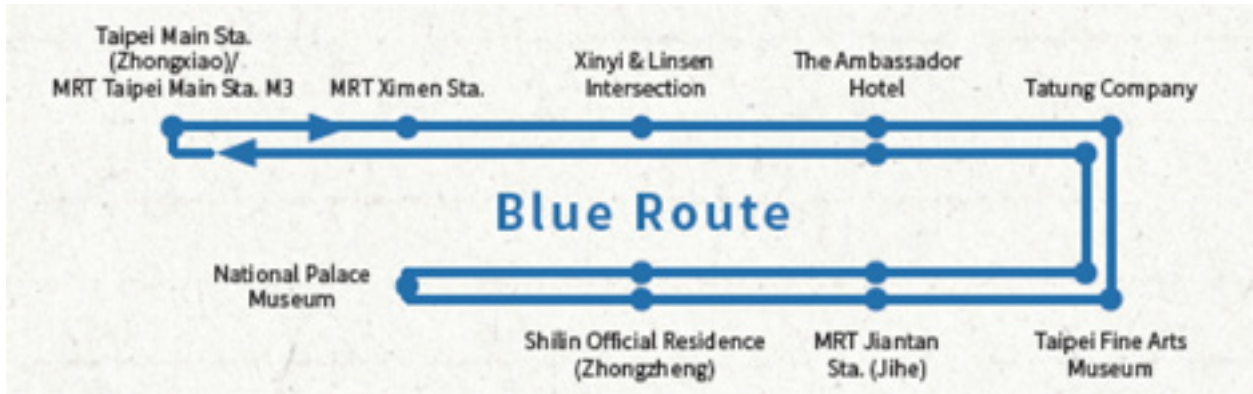 Taipei Main Sta.
(Zhongxiao)/
MRT Taipei Main Sta. M3
MRT Ximen Sta.
Xinyi & Linsen
Intersection
The Ambassador
Hotel
Tatung Company
Blue Route
National Palace
Museum
Shilin Official Residence
(Zhongzheng)
MRT Jiantan
Sta. (Jihe)
Taipei Fine Arts
Museum